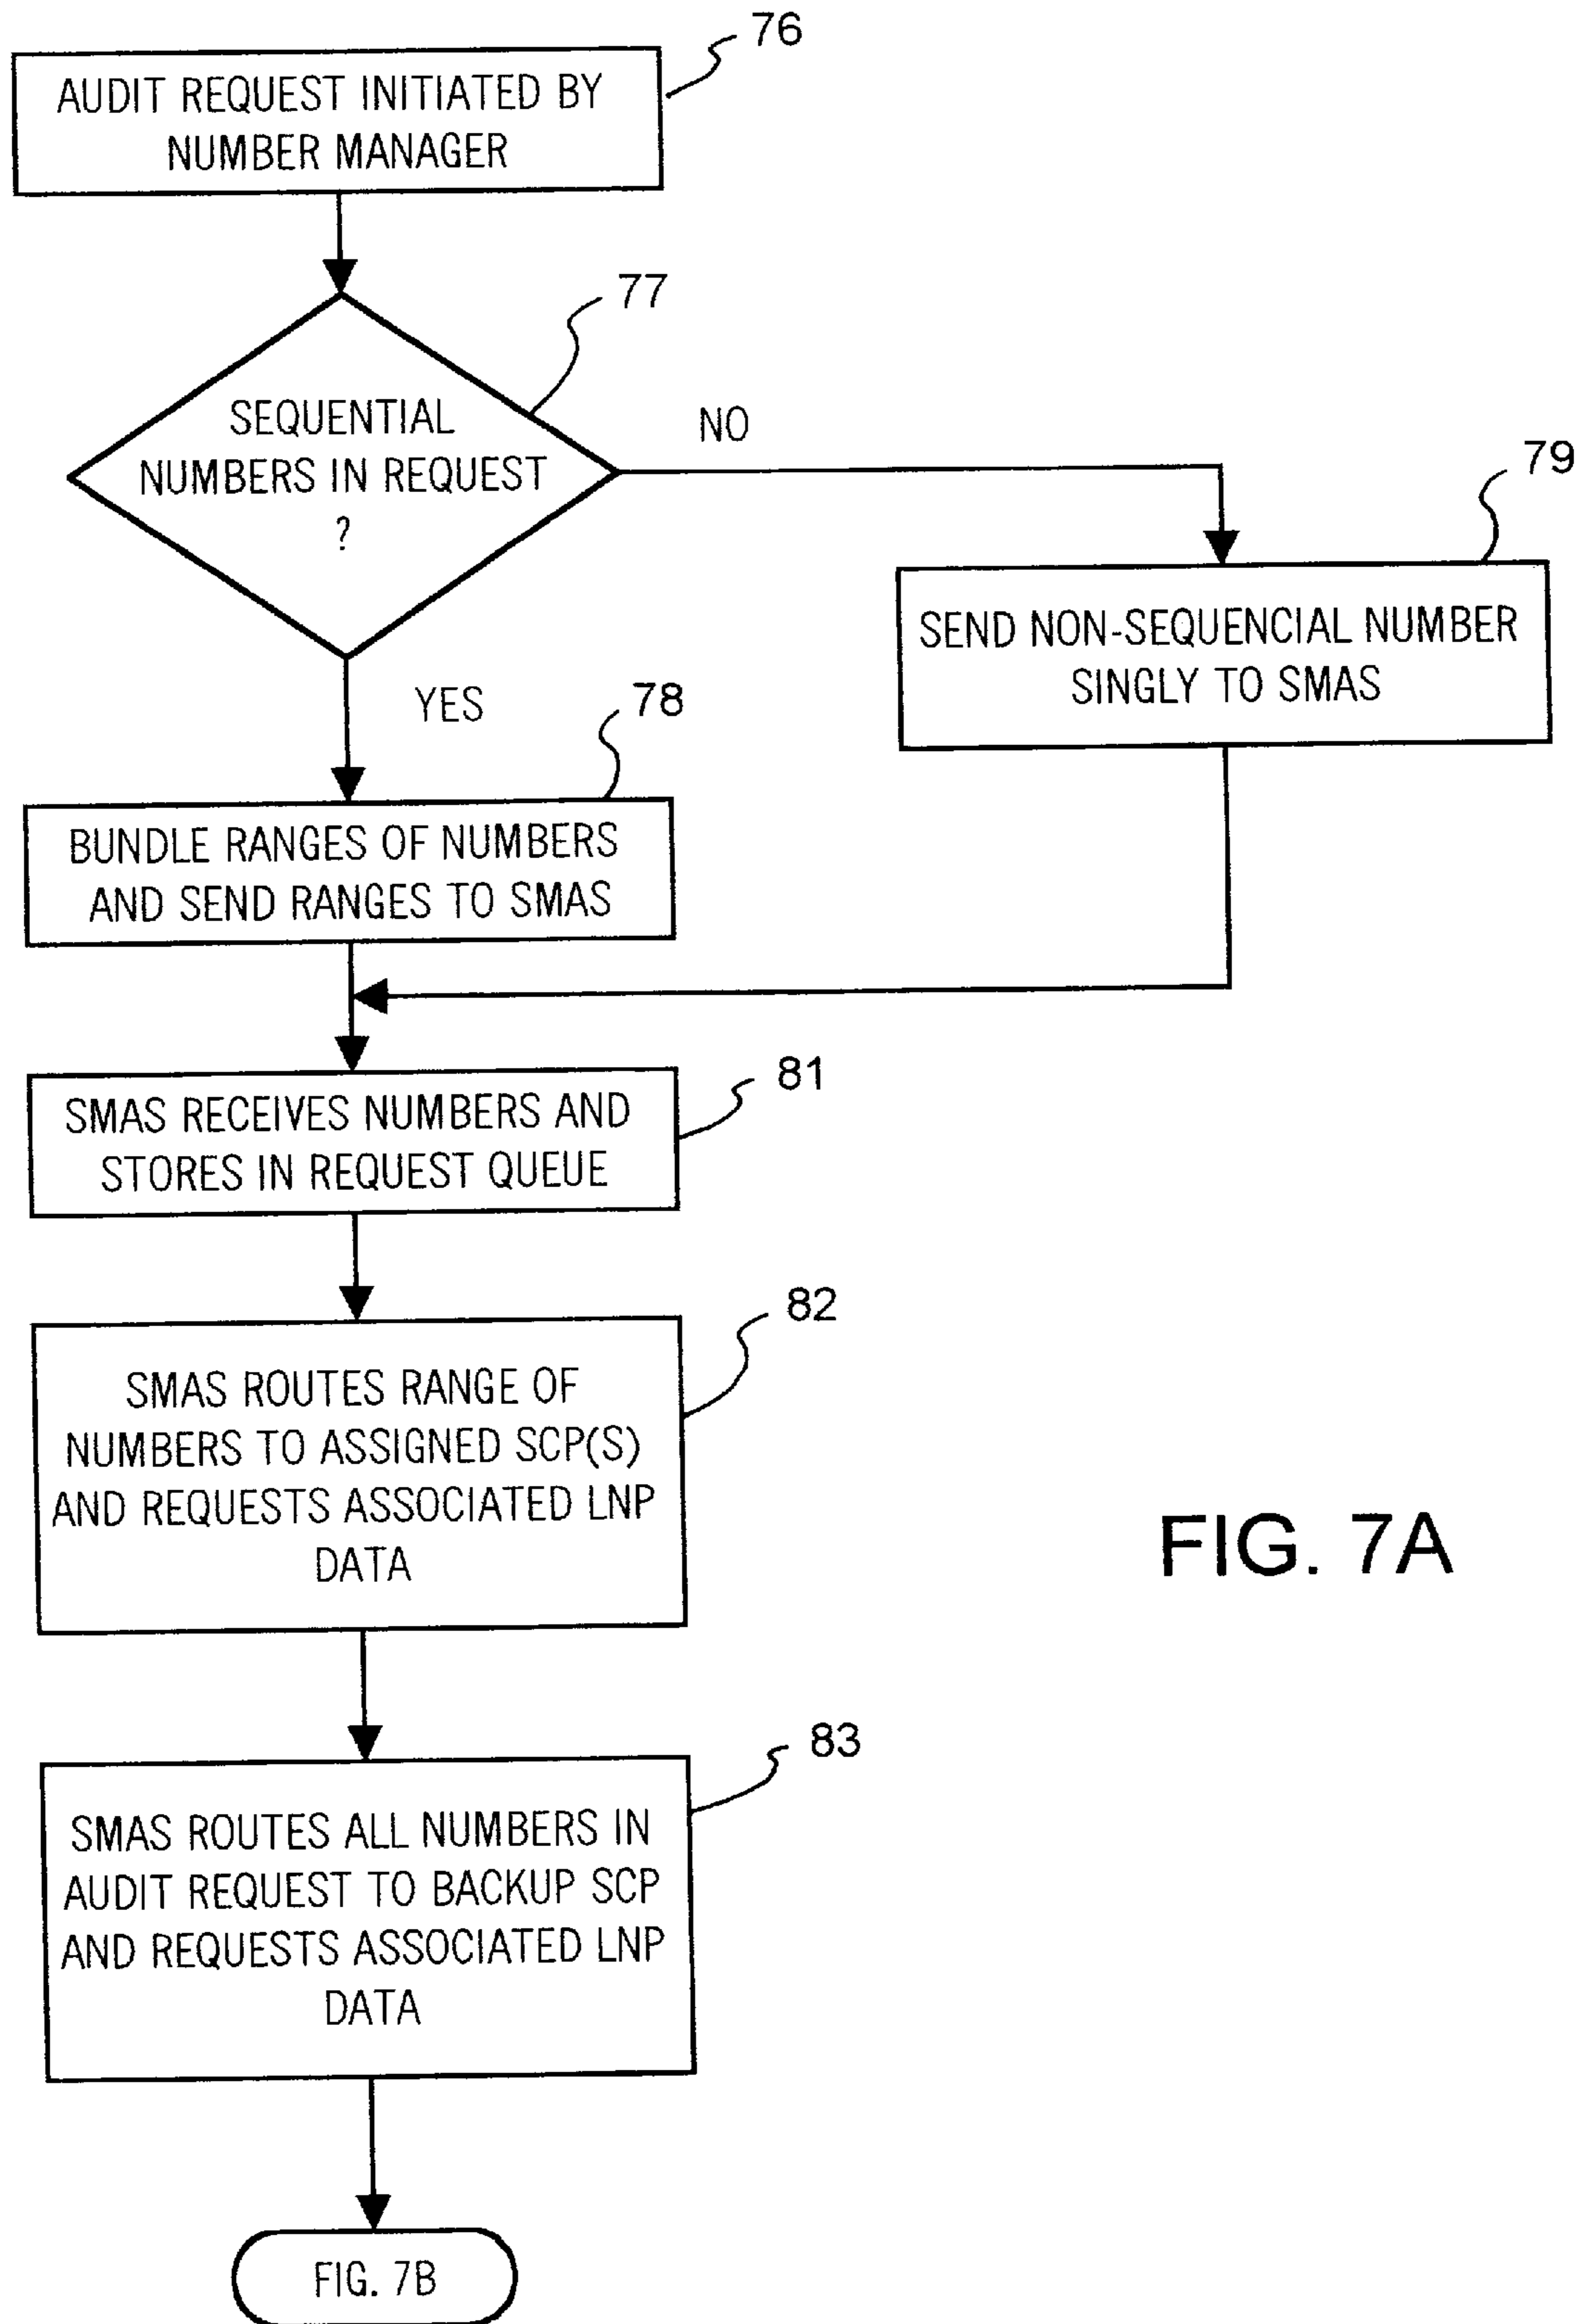 76
AUDIT REQUEST INITIATED BY
NUMBER MANAGER
77
SEQUENTIAL
NUMBERS IN REQUEST
?
NO
79
SEND NON-SEQUENCIAL NUMBER
SINGLY TO SMAS
YES
78
BUNDLE RANGES OF NUMBERS
AND SEND RANGES TO SMAS
81
SMAS RECEIVES NUMBERS AND
STORES IN REQUEST QUEUE
82
SMAS ROUTES RANGE OF
NUMBERS TO ASSIGNED SCP(S)
AND REQUESTS ASSOCIATED LNP
DATA
FIG. 7A
83
SMAS ROUTES ALL NUMBERS IN
AUDIT REQUEST TO BACKUP SCP
AND REQUESTS ASSOCIATED LNP
DATA
FIG. 7B